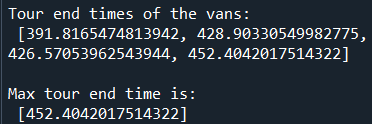 Tour end times of the vans:
[391.8165474813942, 428.90330549982775,
426.57053962543944, 452.4042017514322]
Max tour end time is:
[452.4042017514322]